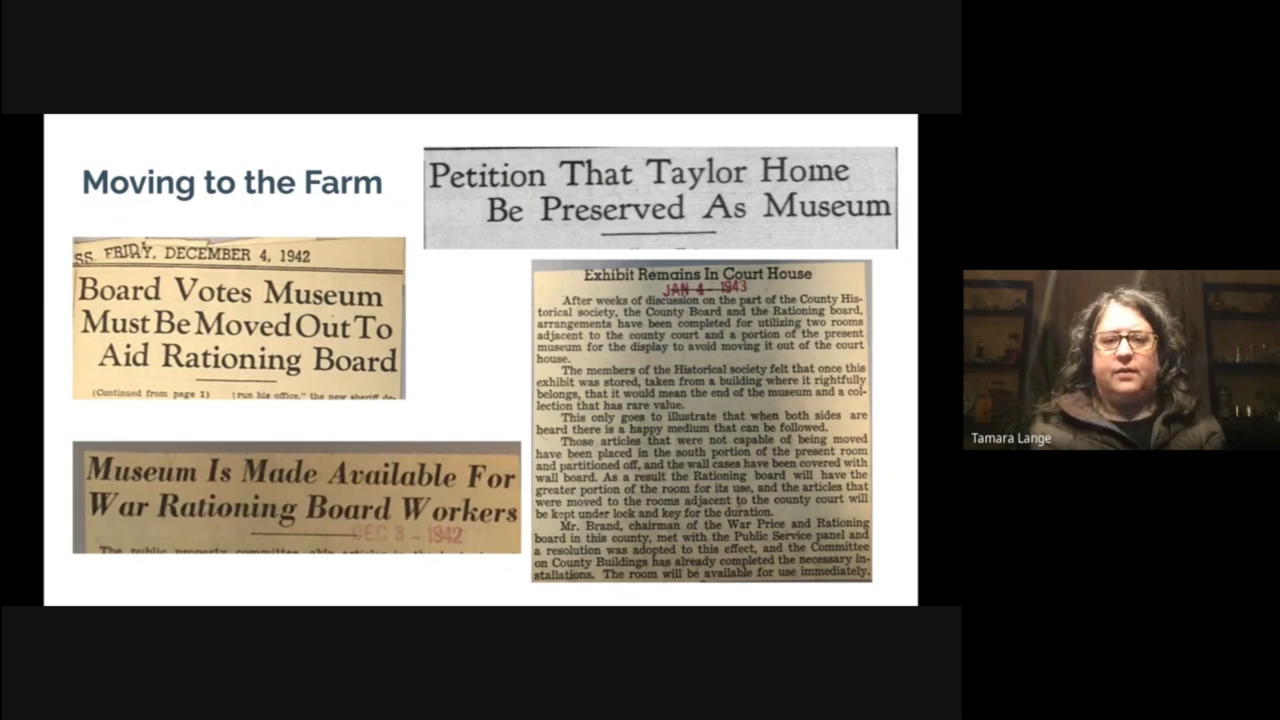 Moving to the Farm
Petition That Taylor Home
Be Preserved As Museum
SS. FRIDAY, DECEMBER 4, 1942
Board Votes Museum
Must Be Moved Out To
Aid Rationing Board
(Continued from page 1)
run his office," the new sheriff de-
Museum Is Made Available For
War Rationing Board Workers
DEC 3 - 1942
The public property committee
Exhibit Remains In Court House
JAN 4 - 1943
After weeks of discussion on the part of the County His-
torical society, the County Board and the Rationing board,
arrangements have been completed for utilizing two rooms
adjacent to the county court and a portion of the present
museum for the display to avoid moving it out of the court
house.
The members of the Historical society felt that once this
exhibit was stored, taken from a building where it rightfully
belongs, that it would mean the end of the museum and a col-
lection that has rare value.
This only goes to illustrate that when both sides are
heard there is a happy medium that can be followed.
Those articles that were not capable of being moved
have been placed in the south portion of the present room
and partitioned off, and the wall cases have been covered with
wall board. As a result the Rationing board will have the
greater portion of the room for its use, and the articles that
were moved to the rooms adjacent to the county court will
be kept under lock and key for the duration.
Mr. Brand, chairman of the War Price and Rationing
board in this county, met with the Public Service panel and
a resolution was adopted to this effect, and the Committee
on County Buildings has already completed the necessary in-
stallations. The room will be available for use immediately.
Tamara Lange